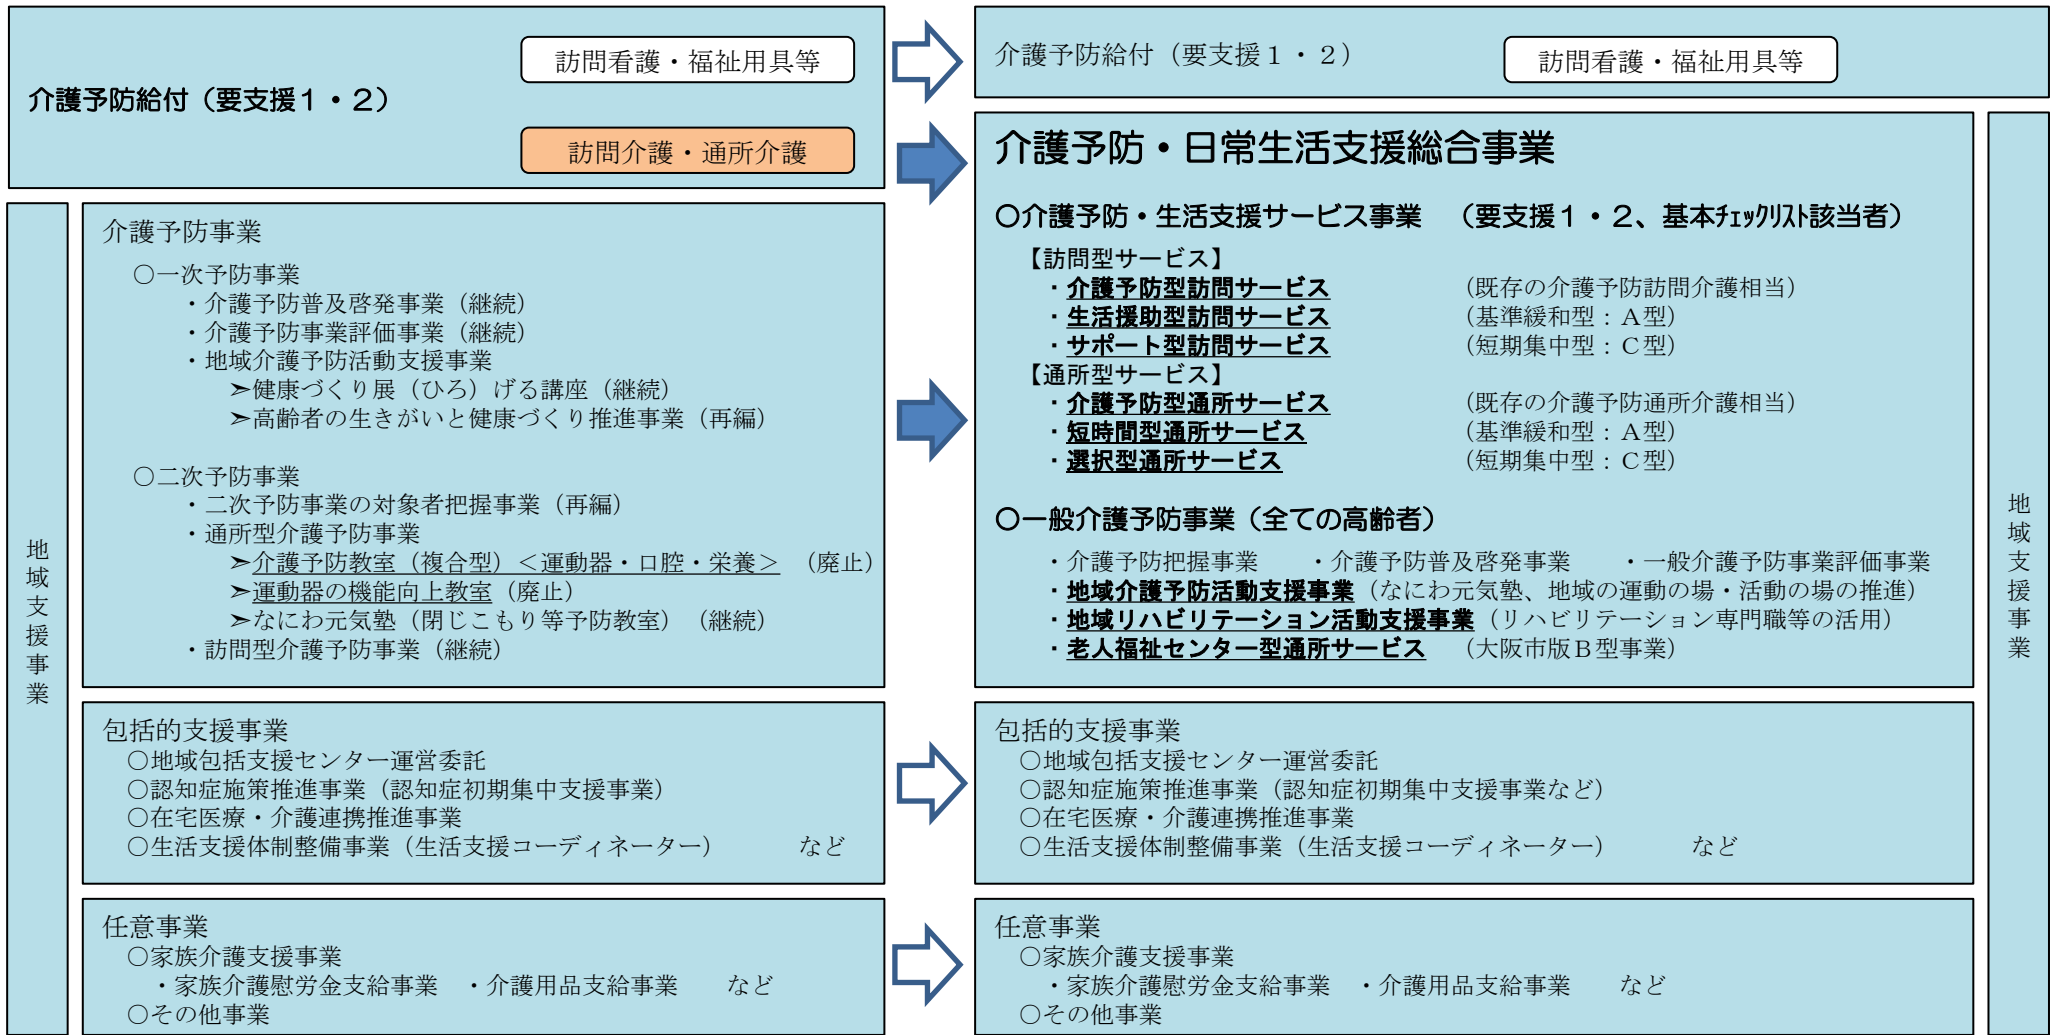 訪問看護・福祉用具等
介護予防給付（要支援１・２）
訪問介護・通所介護
地域支援事業
介護予防事業
○一次予防事業
・介護予防普及啓発事業（継続）
・介護予防事業評価事業（継続）
・地域介護予防活動支援事業
➢健康づくり展（ひろ）げる講座（継続）
➢高齢者の生きがいと健康づくり推進事業（再編）
○二次予防事業
・二次予防事業の対象者把握事業（再編）
・通所型介護予防事業
➢介護予防教室（複合型）＜運動器・口腔・栄養＞（廃止）
➢運動器の機能向上教室（廃止）
➢なにわ元気塾（閉じこもり等予防教室）（継続）
・訪問型介護予防事業（継続）
包括的支援事業
○地域包括支援センター運営委託
○認知症施策推進事業（認知症初期集中支援事業）
○在宅医療・介護連携推進事業
○生活支援体制整備事業（生活支援コーディネーター）　　　など
任意事業
○家族介護支援事業
・家族介護慰労金支給事業　・介護用品支給事業　　など
○その他事業
介護予防給付（要支援１・２）
訪問看護・福祉用具等
介護予防・日常生活支援総合事業
○介護予防・生活支援サービス事業　（要支援１・２、基本ﾁｪｯｸﾘｽﾄ該当者）
【訪問型サービス】
・介護予防型訪問サービス　（既存の介護予防訪問介護相当）
・生活援助型訪問サービス　（基準緩和型：Ａ型）
・サポート型訪問サービス　（短期集中型：Ｃ型）
【通所型サービス】
・介護予防型通所サービス　（既存の介護予防通所介護相当）
・短時間型通所サービス　（基準緩和型：Ａ型）
・選択型通所サービス　（短期集中型：Ｃ型）
○一般介護予防事業（全ての高齢者）
・介護予防把握事業　・介護予防普及啓発事業　・一般介護予防事業評価事業
・地域介護予防活動支援事業（なにわ元気塾、地域の運動の場・活動の場の推進）
・地域リハビリテーション活動支援事業（リハビリテーション専門職等の活用）
・老人福祉センター型通所サービス　（大阪市版Ｂ型事業）
包括的支援事業
○地域包括支援センター運営委託
○認知症施策推進事業（認知症初期集中支援事業など）
○在宅医療・介護連携推進事業
○生活支援体制整備事業（生活支援コーディネーター）　　　など
任意事業
○家族介護支援事業
・家族介護慰労金支給事業　・介護用品支給事業　　など
○その他事業
地域支援事業